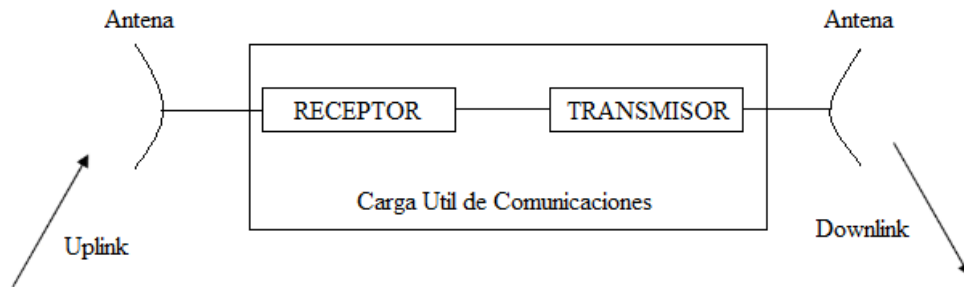 Antena
Antena
RECEPTOR
TRANSMISOR
Carga Util de Comunicaciones
Uplink
Downlink